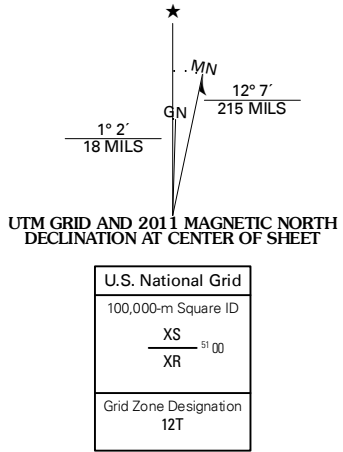 ★
MN
GN
12° 7´
215 MILS
1° 2´
18 MILS
UTM GRID AND 2011 MAGNETIC NORTH
DECLINATION AT CENTER OF SHEET
U.S. National Grid
100,000-m Square ID
XS
51 00
XR
Grid Zone Designation
12T